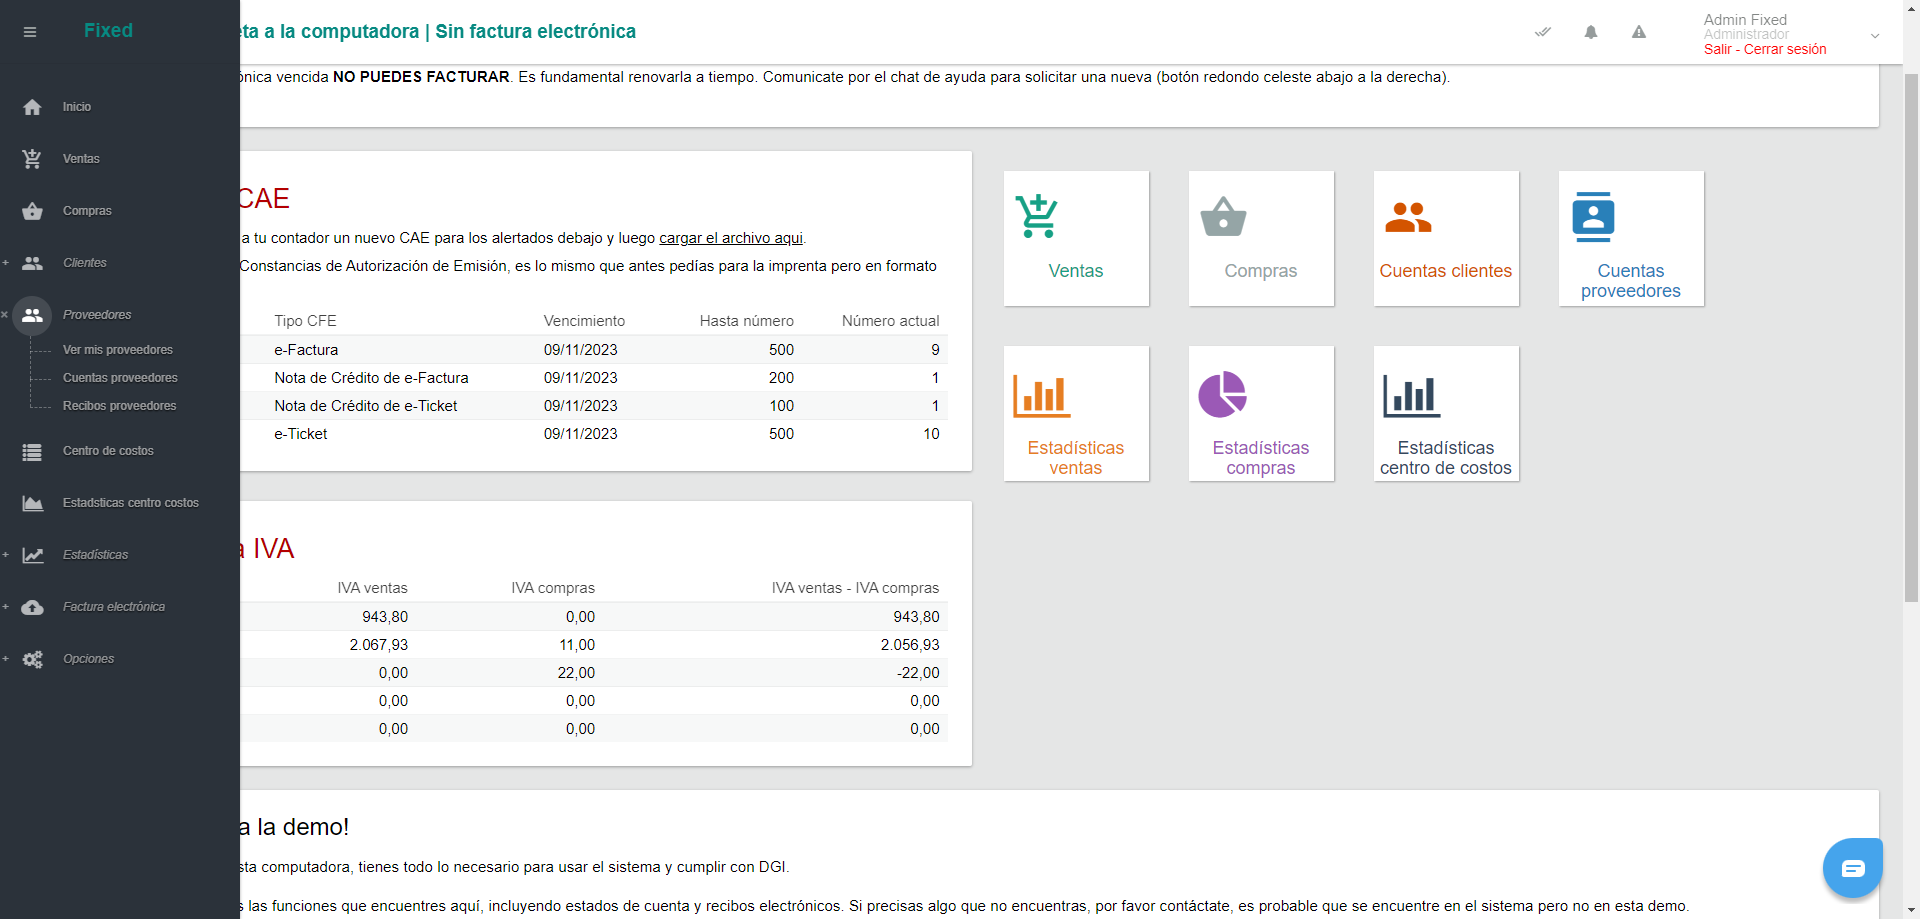 Fixed
eta a la computadora | Sin factura electrónica
Admin Fixed
Administrador
Salir - Cerrar sesión
ónica vencida NO PUEDES FACTURAR. Es fundamental renovarla a tiempo. Comunicate por el chat de ayuda para solicitar una nueva (botón redondo celeste abajo a la derecha).
Inicio
Ventas
Compras
+ Clientes
× Proveedores
Ver mis proveedores
Cuentas proveedores
Recibos proveedores
Centro de costos
Estadsticas centro costos
+ Estadísticas
+ Factura electrónica
+ Opciones
CAE
a tu contador un nuevo CAE para los alertados debajo y luego cargar el archivo aqui.
Constancias de Autorización de Emisión, es lo mismo que antes pedías para la imprenta pero en formato
Tipo CFE Vencimiento Hasta número Número actual
e-Factura 09/11/2023 500 9
Nota de Crédito de e-Factura 09/11/2023 200 1
Nota de Crédito de e-Ticket 09/11/2023 100 1
e-Ticket 09/11/2023 500 10
Ventas
Compras
Cuentas clientes
Cuentas
proveedores
Estadísticas
ventas
Estadísticas
compras
Estadísticas
centro de costos
a IVA
IVA ventas IVA compras IVA ventas - IVA compras
943,80 0,00 943,80
2.067,93 11,00 2.056,93
0,00 22,00 -22,00
0,00 0,00 0,00
0,00 0,00 0,00
a la demo!
sta computadora, tienes todo lo necesario para usar el sistema y cumplir con DGI.
s las funciones que encuentres aquí, incluyendo estados de cuenta y recibos electrónicos. Si precisas algo que no encuentras, por favor contáctate, es probable que se encuentre en el sistema pero no en esta demo.